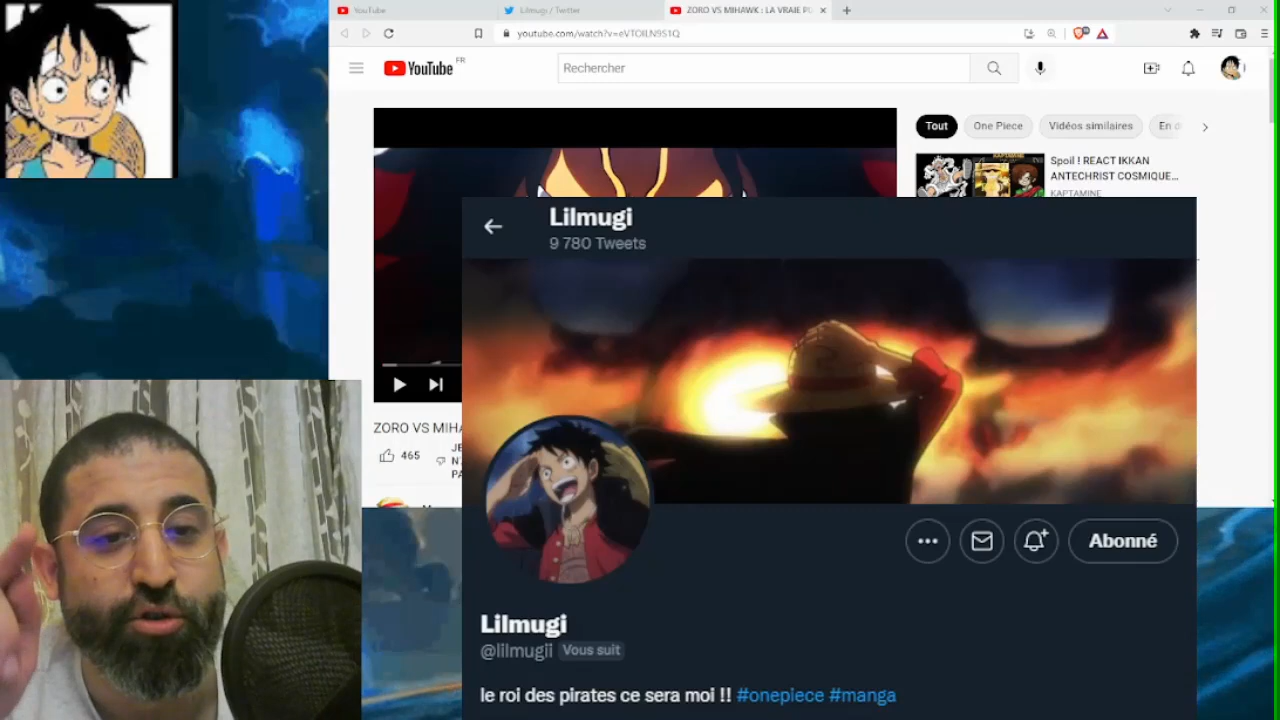 YouTube
Lilmugi / Twitter
ZORO VS MIHAWK : LA VRAIE PU
youtube.com/watch?v=eVTOILN9S1Q
YouTube FR
Rechercher
Tout
One Piece
Vidéos similaires
En d
Spoil ! REACT IKKAN
ANTECHRIST COSMIQUE...
KAPTAMINE
Lilmugi
9 780 Tweets
ZORO VS MIHA
465
JE
N'
PA
Abonné
Lilmugi
@lilmugii Vous suit
le roi des pirates ce sera moi !! #onepiece #manga